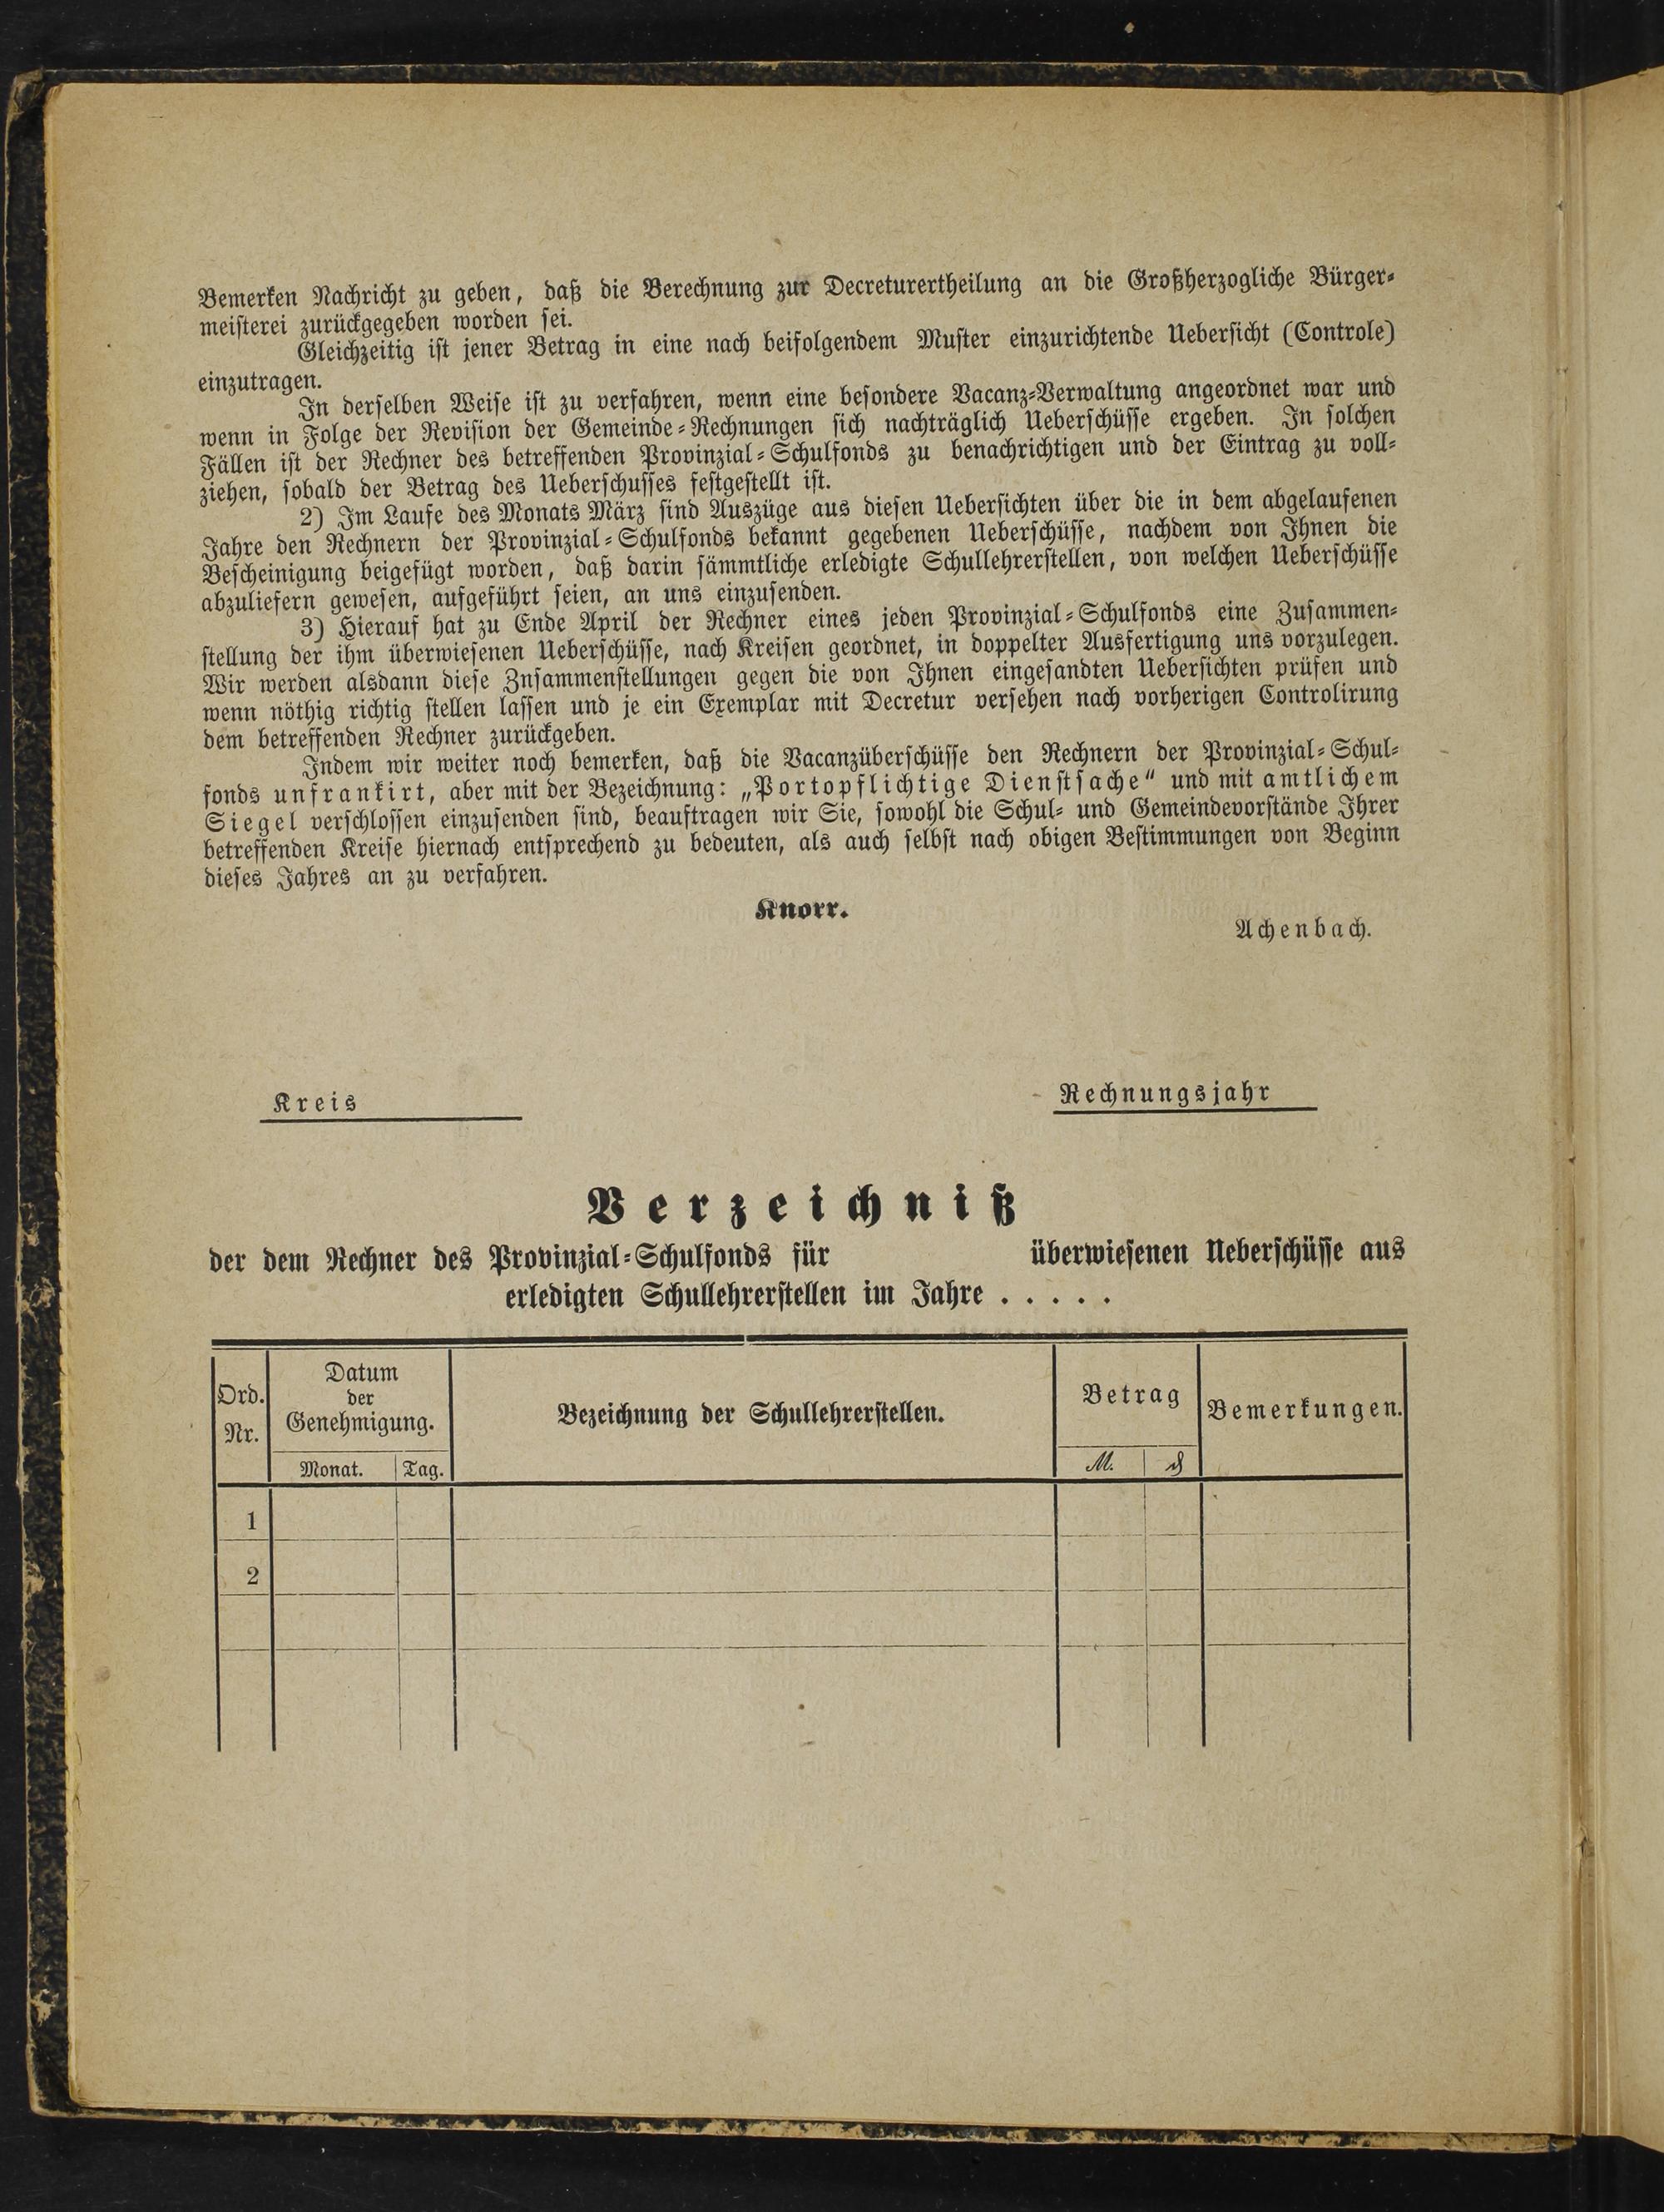 Bemerken Nachricht zu geben, daß die Berechnung zur Decreturertheilung an die Großherzogliche Bürger-
meisterei zurückgegeben worden sei.
Gleichzeitig ist jener Betrag in eine nach beifolgendem Muster einzurichtende Uebersicht (Controle)
einzutragen.
In derselben Weise ist zu verfahren, wenn eine besondere Vacanz-Verwaltung angeordnet war und
wenn in Folge der Revision der Gemeinde-Rechnungen sich nachträglich Ueberschüsse ergeben. In solchen
Fällen ist der Rechner des betreffenden Provinzial-Schulfonds zu benachrichtigen und der Eintrag zu voll-
ziehen, sobald der Betrag des Ueberschusses festgestellt ist.
2) Im Laufe des Monats März sind Auszüge aus diesen Uebersichten über die in dem abgelaufenen
Jahre den Rechnern der Provinzial-Schulfonds bekannt gegebenen Ueberschüsse, nachdem von Ihnen die
Bescheinigung beigefügt worden, daß darin sämmtliche erledigte Schullehrerstellen, von welchen Ueberschüsse
abzuliefern gewesen, aufgeführt seien, an uns einzusenden.
3) Hierauf hat zu Ende April der Rechner eines jeden Provinzial-Schulfonds eine Zusammen-
stellung der ihm überwiesenen Ueberschüsse, nach Kreisen geordnet, in doppelter Ausfertigung uns vorzulegen.
Wir werden alsdann diese Znsammenstellungen gegen die von Ihnen eingesandten Uebersichten prüfen und
wenn nöthig richtig stellen lassen und je ein Exemplar mit Decretur versehen nach vorherigen Controlirung
dem betreffenden Rechner zurückgeben.
Indem wir weiter noch bemerken, daß die Vacanzüberschüsse den Rechnern der Provinzial-Schul-
fonds unfrankirt, aber mit der Bezeichnung: „Portopflichtige Dienstsache“ und mit amtlichem
Siegel verschlossen einzusenden sind, beauftragen wir Sie, sowohl die Schul- und Gemeindevorstände Ihrer
betreffenden Kreise hiernach entsprechend zu bedeuten, als auch selbst nach obigen Bestimmungen von Beginn
dieses Jahres an zu verfahren.
Knorr.
Achenbach.
Kreis
Rechnungsjahr
Verzeichniß
der dem Rechner des Provinzial-Schulfonds für überwiesenen Ueberschüsse aus
erledigten Schullehrerstellen im Jahre . . . . .
Ord.
Nr.
Datum
der
Genehmigung.
Monat. Tag.
Bezeichnung der Schullehrerstellen.
Betrag
M. ₰
Bemerkungen.
1
2